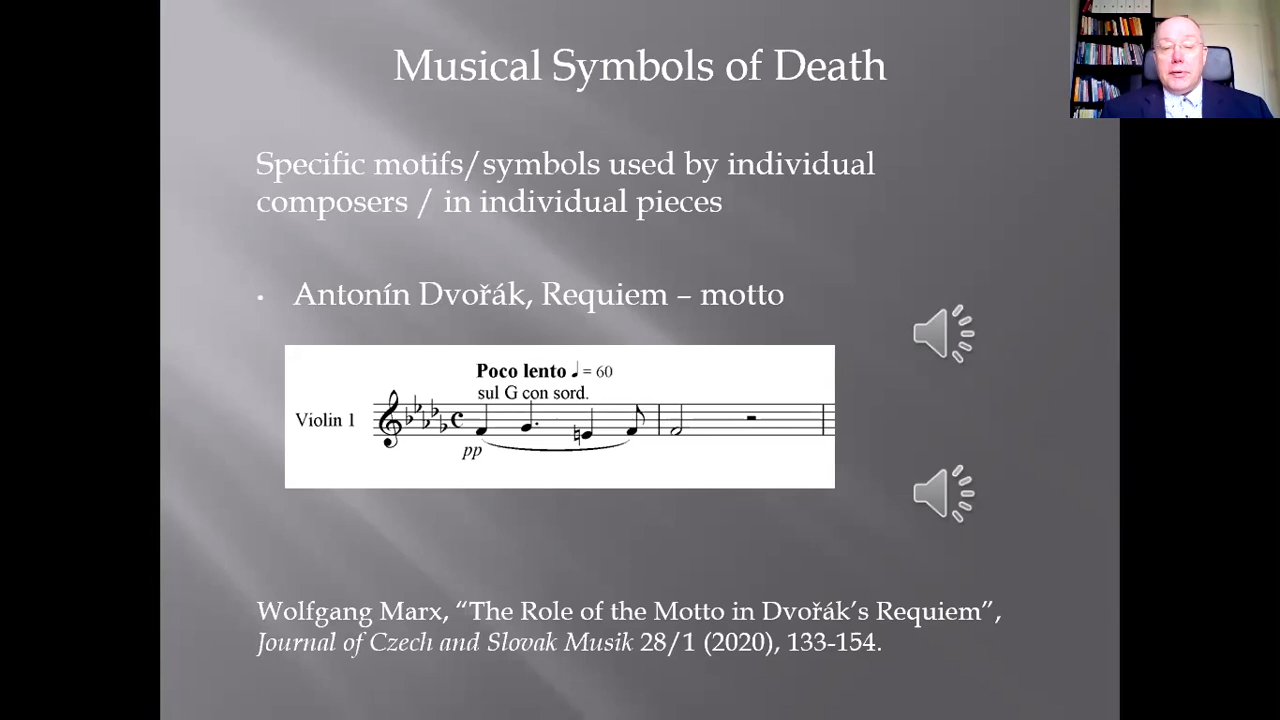 Musical Symbols of Death
Specific motifs/symbols used by individual
composers / in individual pieces
• Antonín Dvořák, Requiem – motto
Poco lento ♩ = 60
sul G con sord.
Violin 1
pp
Wolfgang Marx, “The Role of the Motto in Dvořák’s Requiem”,
Journal of Czech and Slovak Musik 28/1 (2020), 133-154.